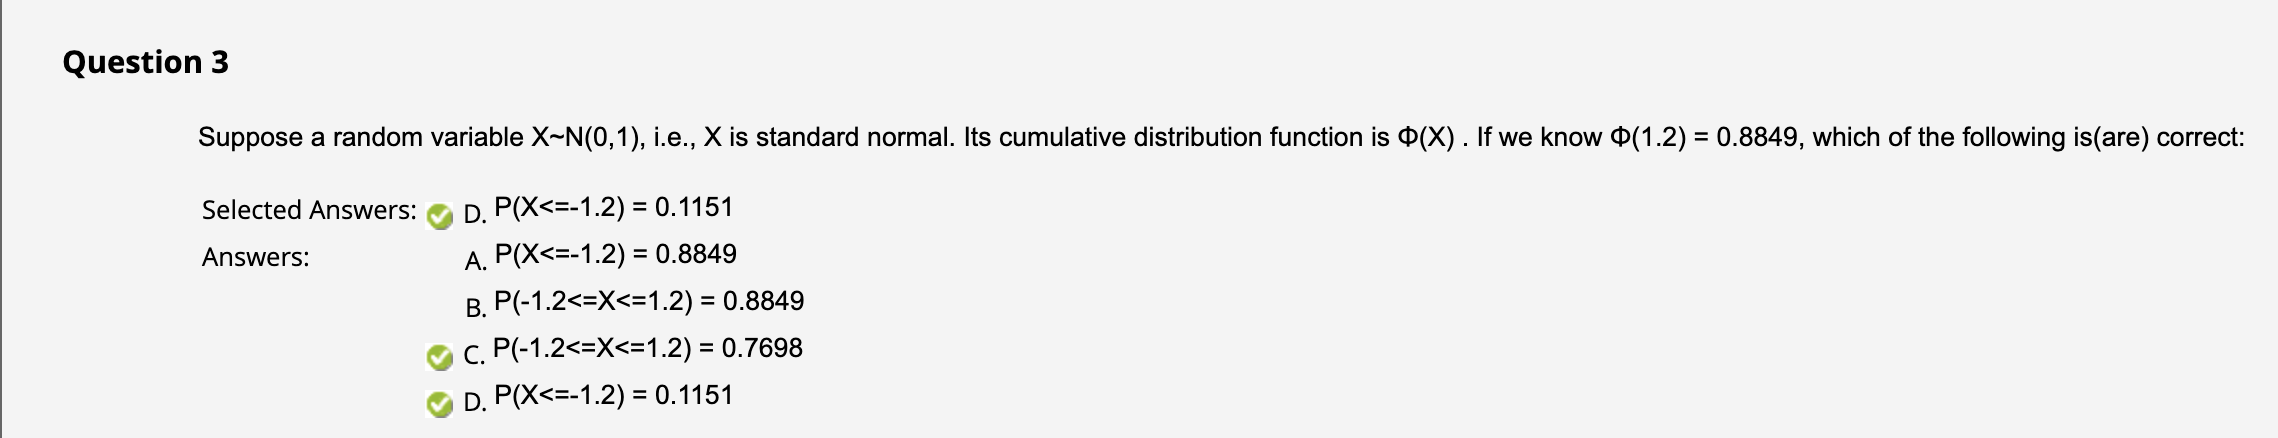 Question 3
Suppose a random variable X~N(0,1), i.e., X is standard normal. Its cumulative distribution function is Φ(X) . If we know Φ(1.2) = 0.8849, which of the following is(are) correct:
Selected Answers: D. P(X<=-1.2) = 0.1151
Answers: A. P(X<=-1.2) = 0.8849
B. P(-1.2<=X<=1.2) = 0.8849
C. P(-1.2<=X<=1.2) = 0.7698
D. P(X<=-1.2) = 0.1151